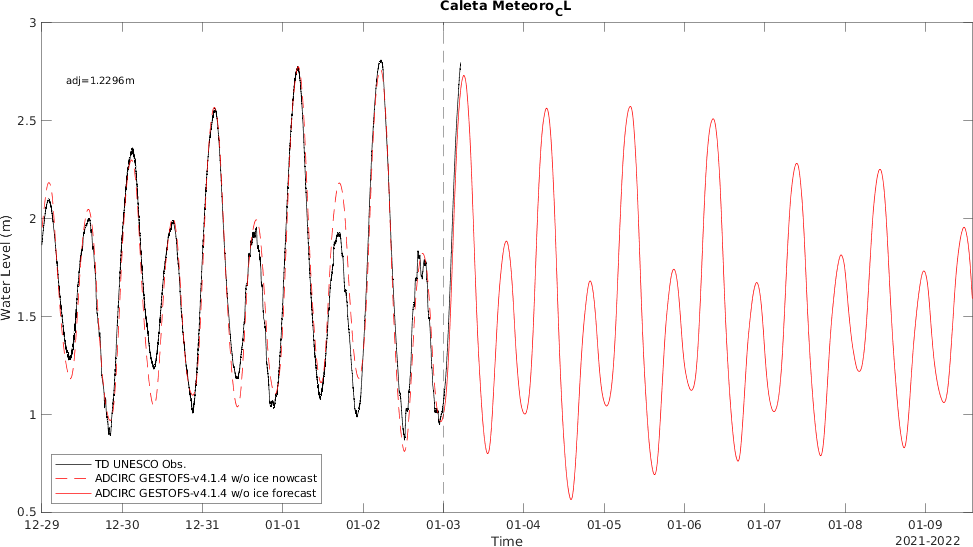 Caleta MeteoroCL
adj=1.2296m
Water Level (m)
3
2.5
2
1.5
1
0.5
TD UNESCO Obs.
ADCIRC GESTOFS-v4.1.4 w/o ice nowcast
ADCIRC GESTOFS-v4.1.4 w/o ice forecast
12-29 12-30 12-31 01-01 01-02 01-03 01-04 01-05 01-06 01-07 01-08 01-09
Time
2021-2022